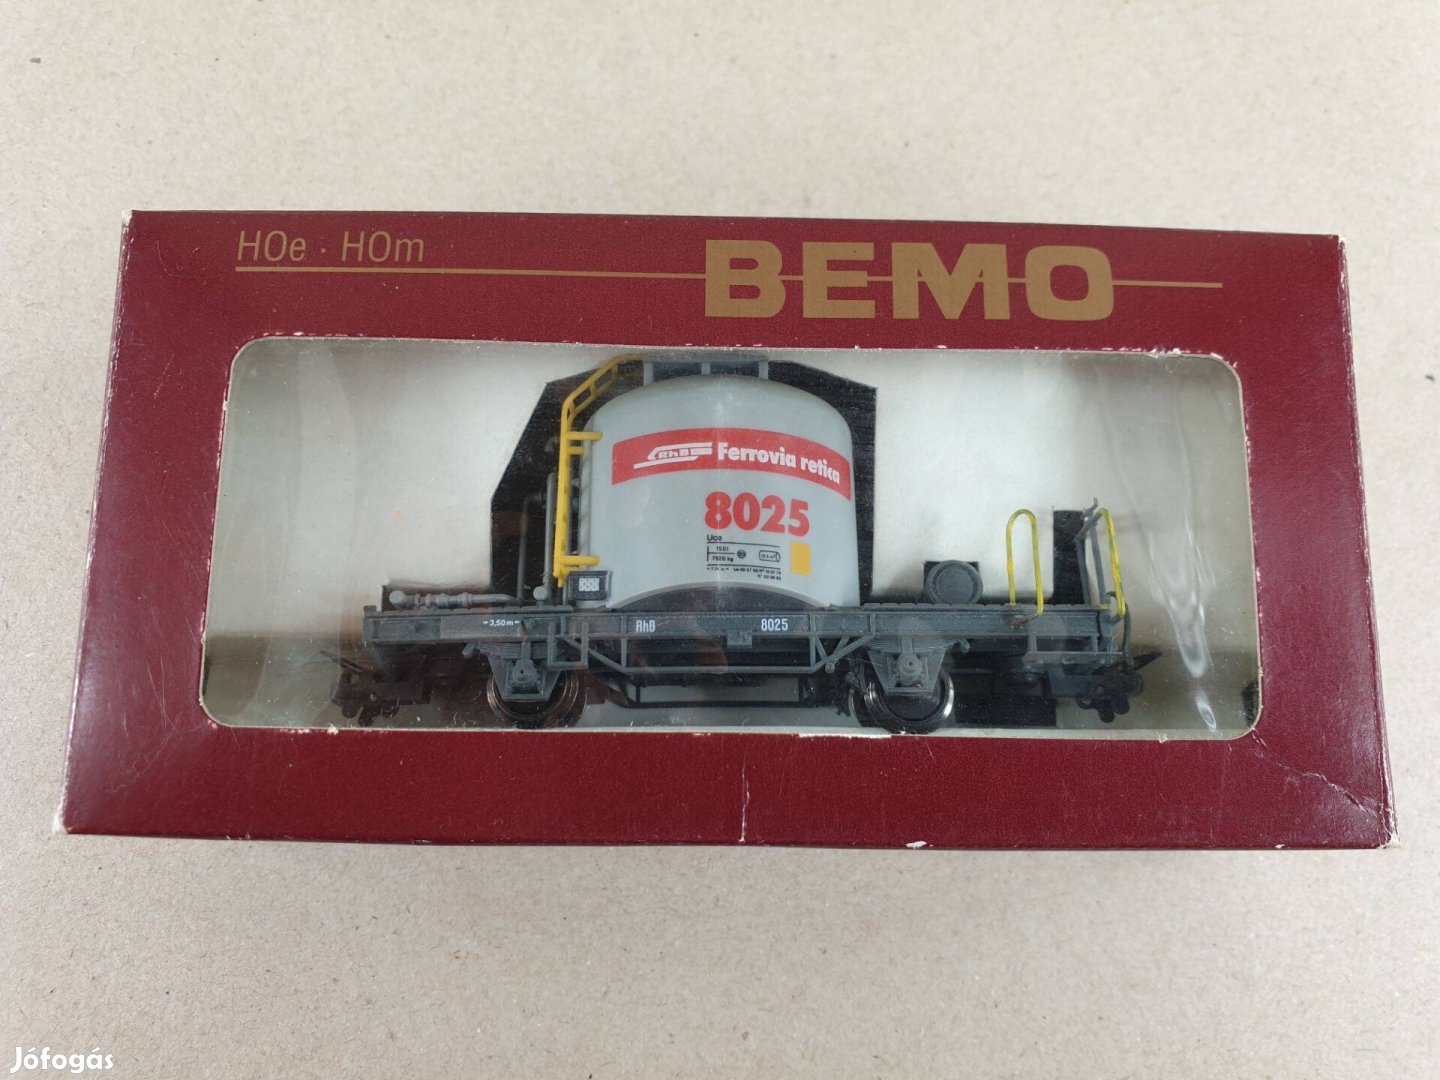 HOe · HOm
BEMO
RhB Ferrovia retica
8025
Uce
3,50m
RhB
8025
Jófogás